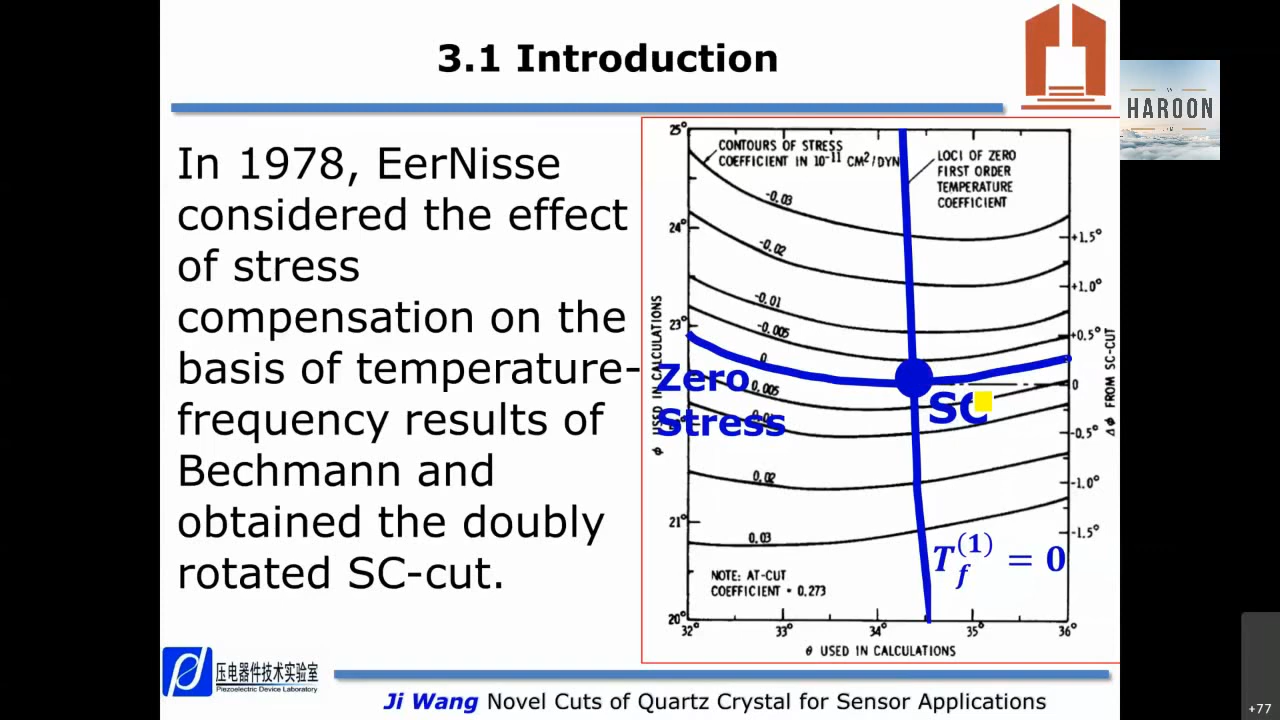 3.1 Introduction
HAROON
In 1978, EerNisse
considered the effect
of stress
compensation on the
basis of temperature-
frequency results of
Bechmann and
obtained the doubly
rotated SC-cut.
25°
24°
23°
21°
20°
CONTOURS OF STRESS
COEFFICIENT IN 10⁻¹¹ CM²/DYN
LOCI OF ZERO
FIRST ORDER
TEMPERATURE
COEFFICIENT
-0.03
-0.02
-0.01
-0.005
0
0.005
0.02
0.03
Zero
Stress
SC
+1.5°
+1.0°
+0.5°
0
-0.5°
-1.0°
-1.5°
Δϕ FROM SC-CUT
ϕ USED IN CALCULATIONS
T_f^(1) = 0
NOTE: AT-CUT
COEFFICIENT = 0.273
32° 33° 34° 35° 36°
θ USED IN CALCULATIONS
压电器件技术实验室
Piezoelectric Device Laboratory
Ji Wang Novel Cuts of Quartz Crystal for Sensor Applications
+77